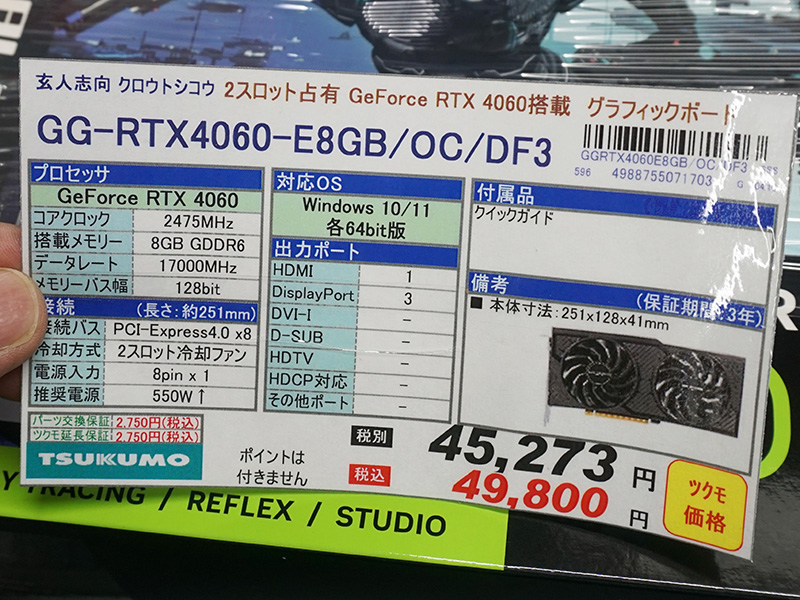 玄人志向 クロウトシコウ 2スロット占有 GeForce RTX 4060搭載 グラフィックボード
GG-RTX4060-E8GB/OC/DF3
GGRTX4060E8GB/OC/DF3
596 4988755071703 G
プロセッサ
GeForce RTX 4060
コアクロック 2475MHz
搭載メモリー 8GB GDDR6
データレート 17000MHz
メモリーバス幅 128bit
接続 (長さ:約251mm)
接続バス PCI-Express4.0 x8
冷却方式 2スロット冷却ファン
電源入力 8pin x 1
推奨電源 550W↑
対応OS
Windows 10/11
各64bit版
出力ポート
HDMI 1
DisplayPort 3
DVI-I -
D-SUB -
HDTV -
HDCP対応 -
その他ポート -
付属品
クイックガイド
備考 (保証期間:3年)
■ 本体寸法:251x128x41mm
パーツ交換保証 2,750円(税込)
ツクモ延長保証 2,750円(税込)
TSUKUMO
ポイントは
付きません
税別 45,273 円
税込 49,800 円
ツクモ
価格
Y TRACING / REFLEX / STUDIO